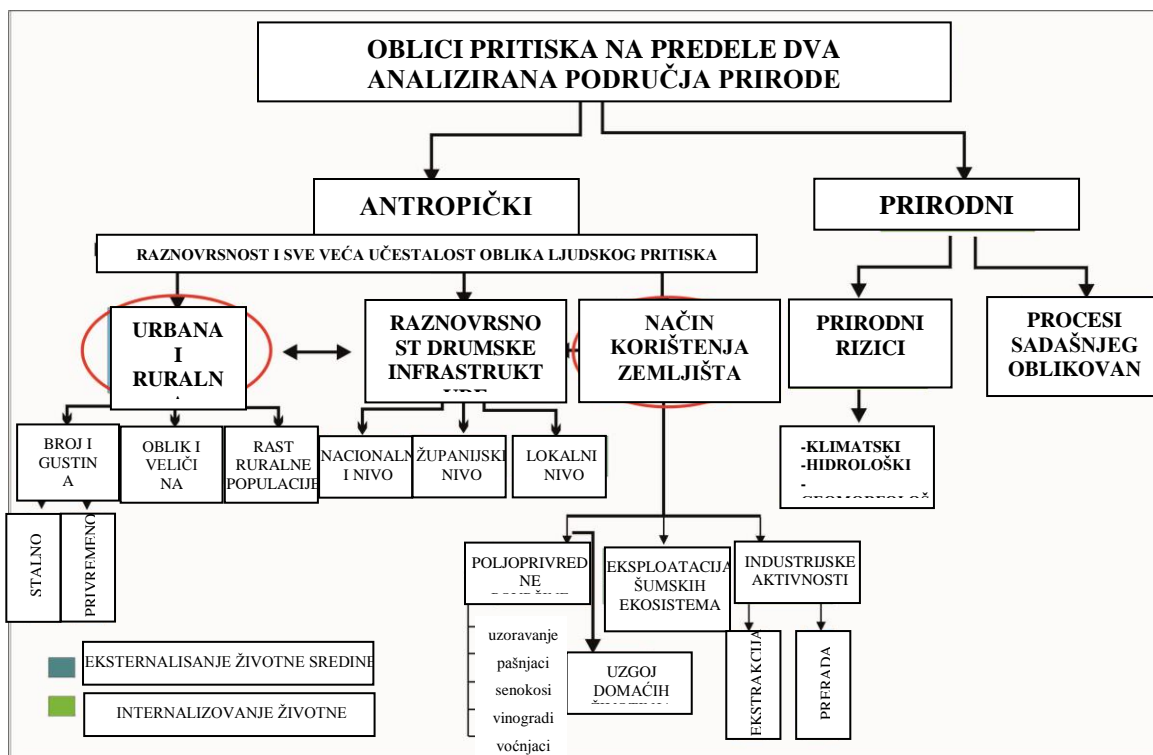 OBLICI PRITISKA NA PREDELE DVA
ANALIZIRANA PODRUČJA PRIRODE
ANTROPIČKI
PRIRODNI
RAZNOVRSNOST I SVE VEĆA UČESTALOST OBLIKA LJUDSKOG PRITISKA
URBANA
I
RURALN
RAZNOVRSNO
ST DRUMSKE
INFRASTRUKT
NAČIN
KORIŠTENJA
ZEMLJIŠTA
PRIRODNI
RIZICI
PROCESI
SADAŠNJEG
OBLIKOVAN
BROJ I
GUSTIN
A
OBLIK I
VELIČI
NA
RAST
RURALNE
POPULACIJE
NACIONALN
I NIVO
ŽUPANIJSKI
NIVO
LOKALNI
NIVO
-KLIMATSKI
-HIDROLOŠKI
-
STALNO
PRIVREMENO
POLJOPRIVRED
NE
EKSPLOATACIJA
ŠUMSKIH
EKOSISTEMA
INDUSTRIJSKE
AKTIVNOSTI
uzoravanje
pašnjaci
senokosi
vinogradi
voćnjaci
UZGOJ
DOMAĆIH
EKSTRAKCIJA
PRERADA
EKSTERNALISANJE ŽIVOTNE SREDINE
INTERNALIZOVANJE ŽIVOTNE